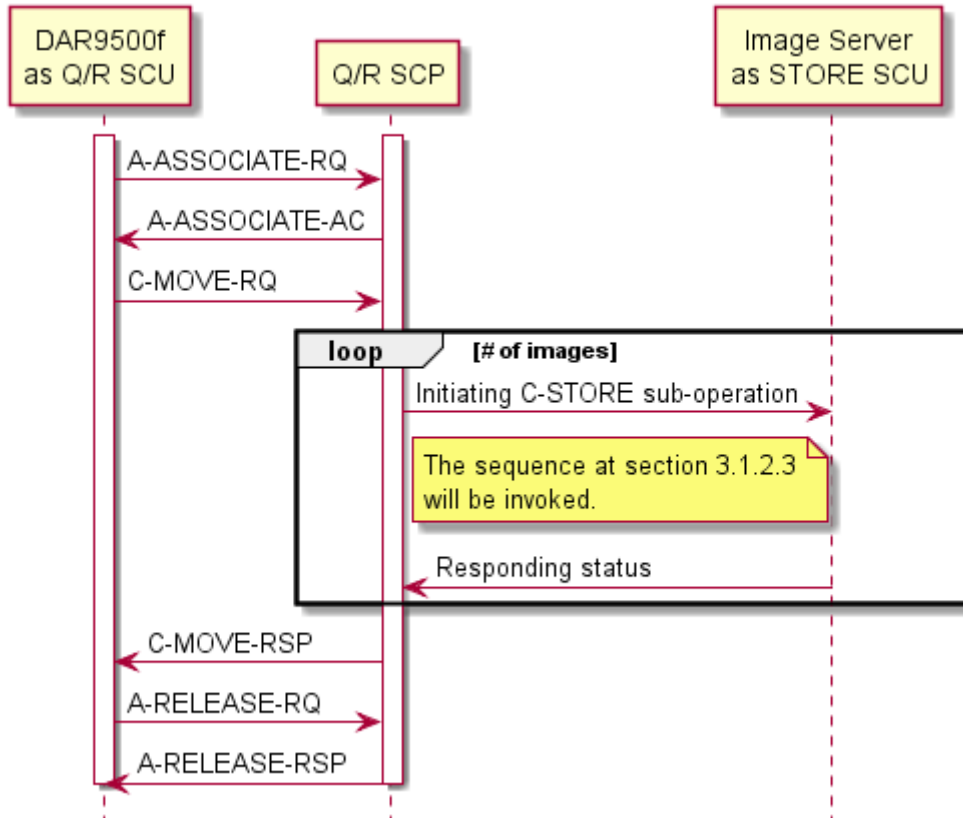 DAR9500f
as Q/R SCU
Q/R SCP
Image Server
as STORE SCU
A-ASSOCIATE-RQ
A-ASSOCIATE-AC
C-MOVE-RQ
loop
[# of images]
Initiating C-STORE sub-operation
The sequence at section 3.1.2.3
will be invoked.
Responding status
C-MOVE-RSP
A-RELEASE-RQ
A-RELEASE-RSP